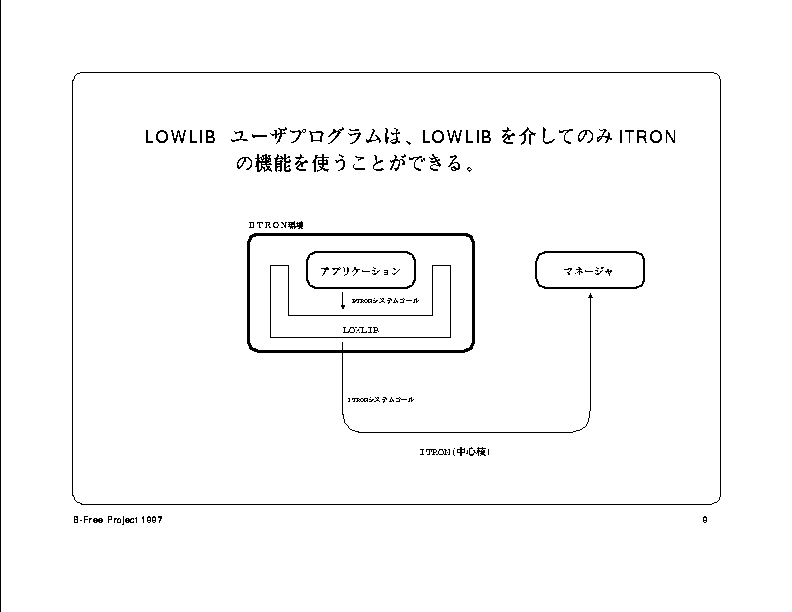 LOWLIB ユーザプログラムは、LOWLIB を介してのみ ITRON
の機能を使うことができる。
BTRON環境
アプリケーション
マネージャ
BTRONシステムコール
LOWLIB
ITRONシステムコール
ITRON(中心核)
B-Free Project 1997
9